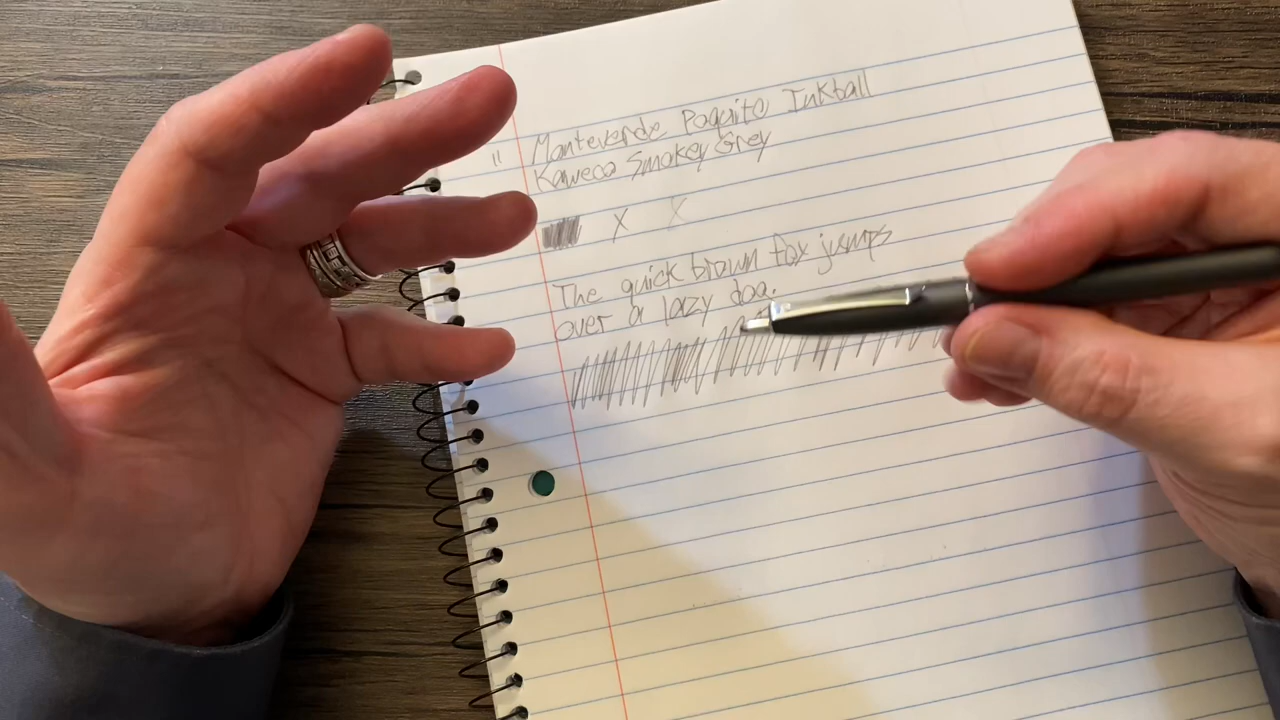 " Monteverde Poquito Inkball
Kaweco Smokey Grey
X X
The quick brown fox jumps
over a lazy dog.